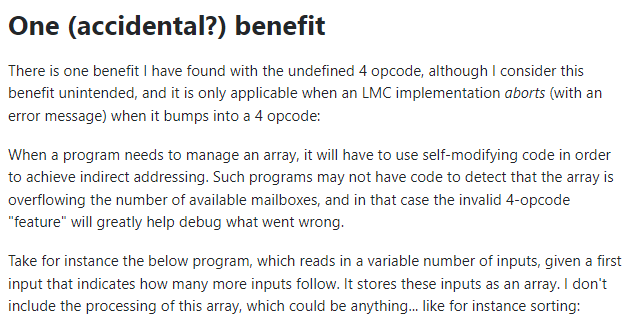 One (accidental?) benefit
There is one benefit I have found with the undefined 4 opcode, although I consider this
benefit unintended, and it is only applicable when an LMC implementation aborts (with an
error message) when it bumps into a 4 opcode:
When a program needs to manage an array, it will have to use self-modifying code in order
to achieve indirect addressing. Such programs may not have code to detect that the array is
overflowing the number of available mailboxes, and in that case the invalid 4-opcode
"feature" will greatly help debug what went wrong.
Take for instance the below program, which reads in a variable number of inputs, given a first
input that indicates how many more inputs follow. It stores these inputs as an array. I don't
include the processing of this array, which could be anything... like for instance sorting: